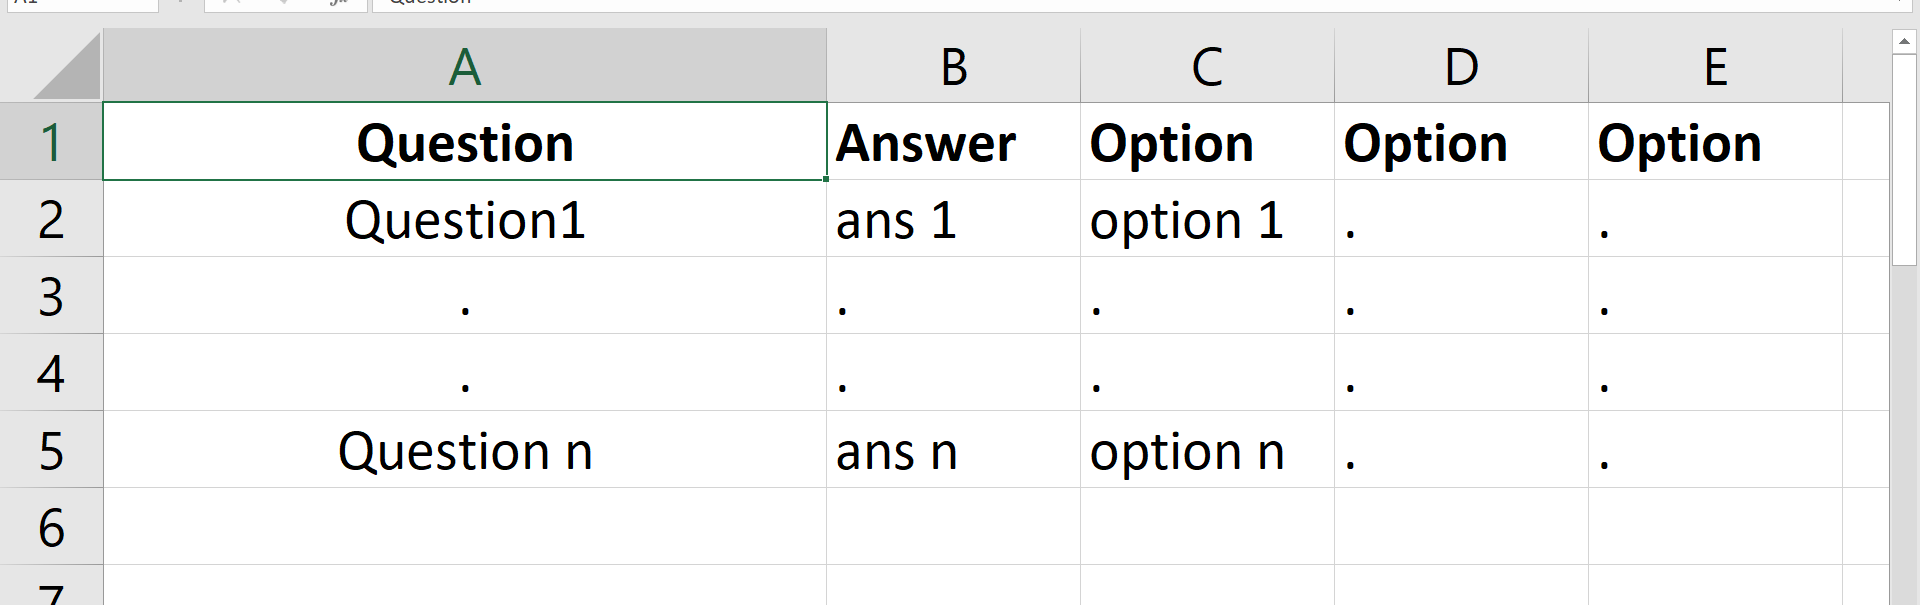 A B C D E
1 Question Answer Option Option Option
2 Question1 ans 1 option 1 . .
3 . . . . .
4 . . . . .
5 Question n ans n option n . .
6
7